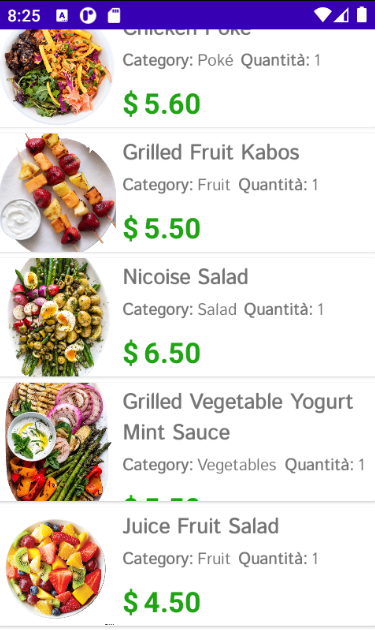 8:25
Chicken Poke
Category: Poké Quantità: 1
$ 5.60
Grilled Fruit Kabos
Category: Fruit Quantità: 1
$ 5.50
Nicoise Salad
Category: Salad Quantità: 1
$ 6.50
Grilled Vegetable Yogurt
Mint Sauce
Category: Vegetables Quantità: 1
Juice Fruit Salad
Category: Fruit Quantità: 1
$ 4.50